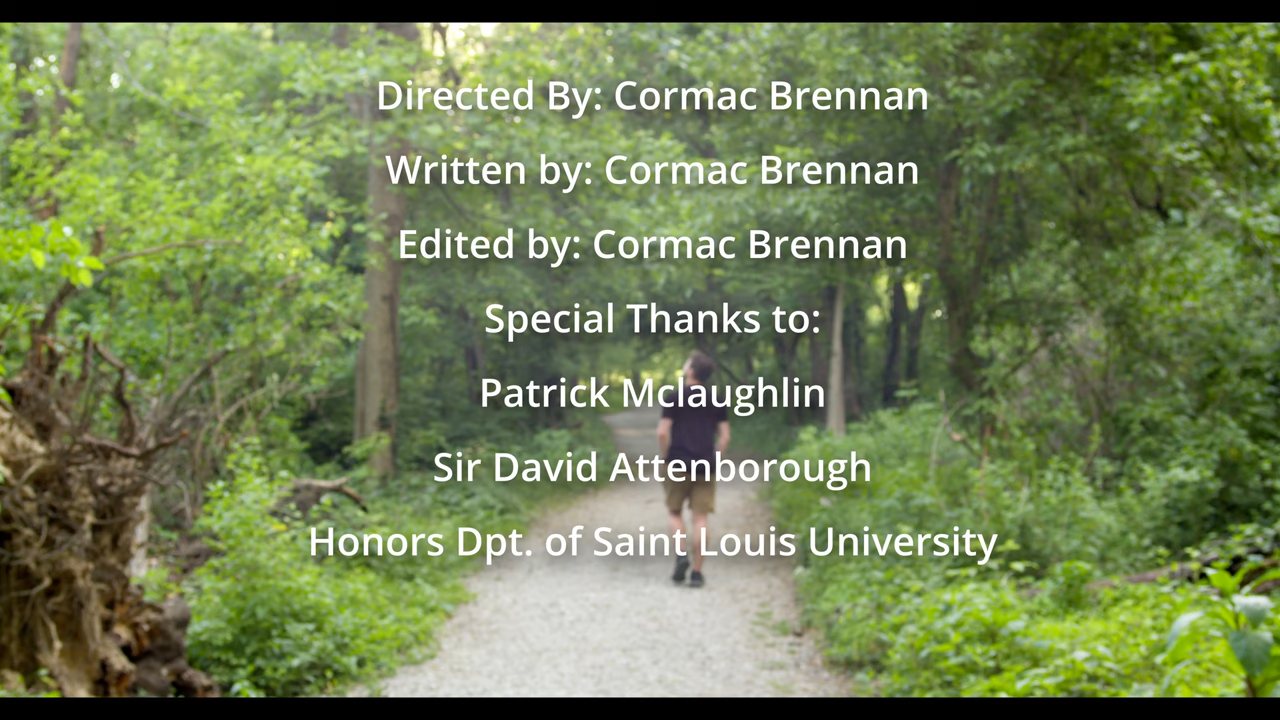 Directed By: Cormac Brennan
Written by: Cormac Brennan
Edited by: Cormac Brennan
Special Thanks to:
Patrick Mclaughlin
Sir David Attenborough
Honors Dpt. of Saint Louis University